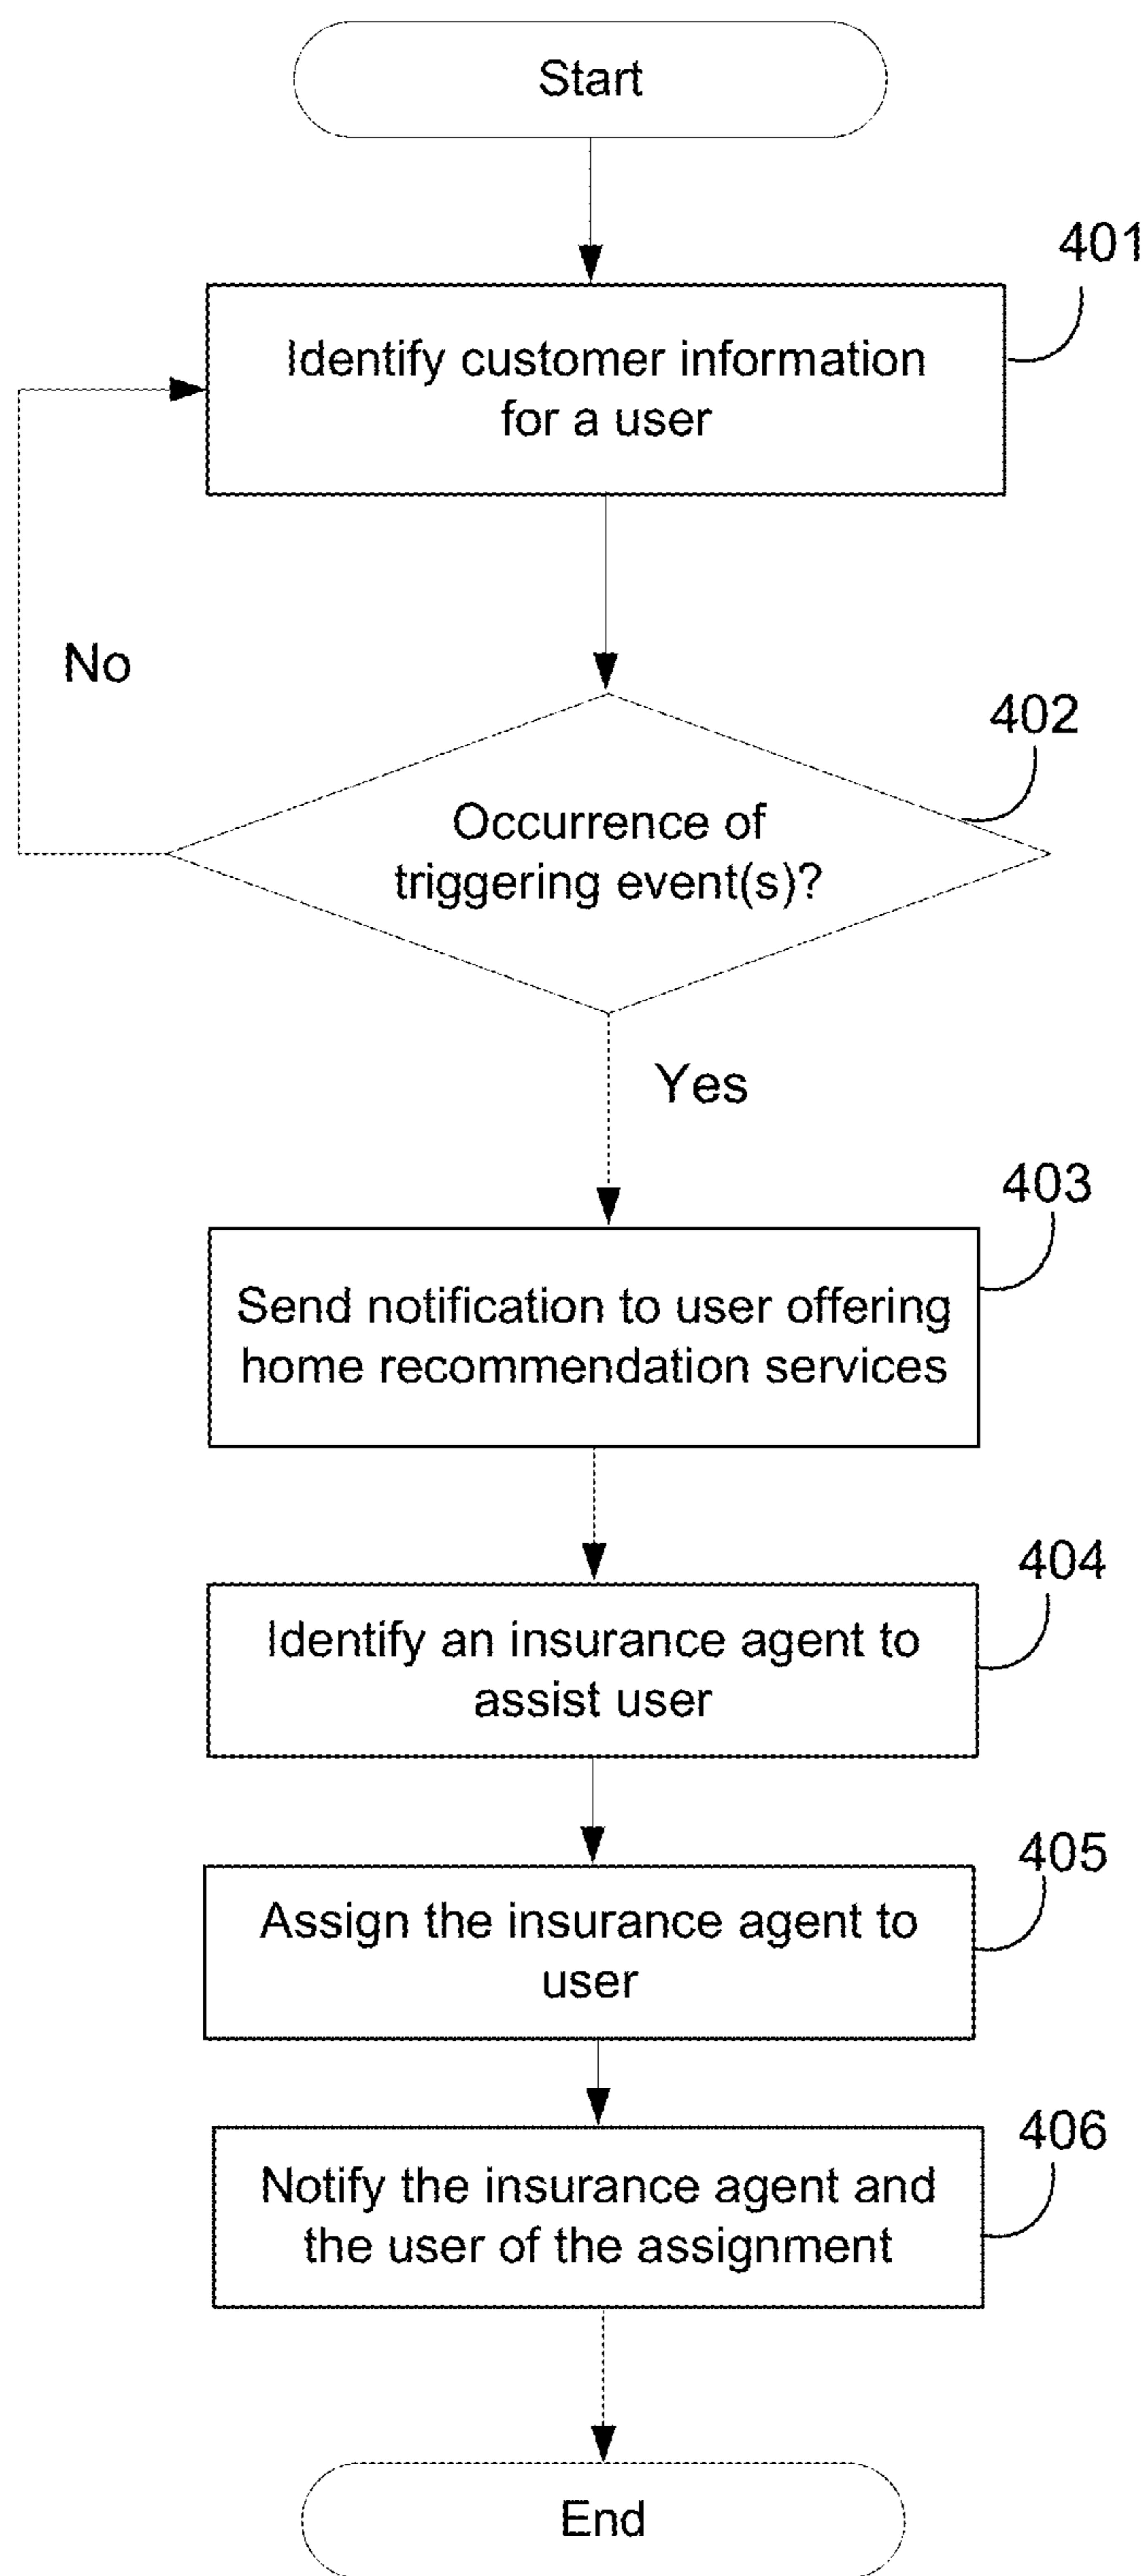 Start
401
Identify customer information
for a user
No
402
Occurrence of
triggering event(s)?
Yes
403
Send notification to user offering
home recommendation services
404
Identify an insurance agent to
assist user
405
Assign the insurance agent to
user
406
Notify the insurance agent and
the user of the assignment
End